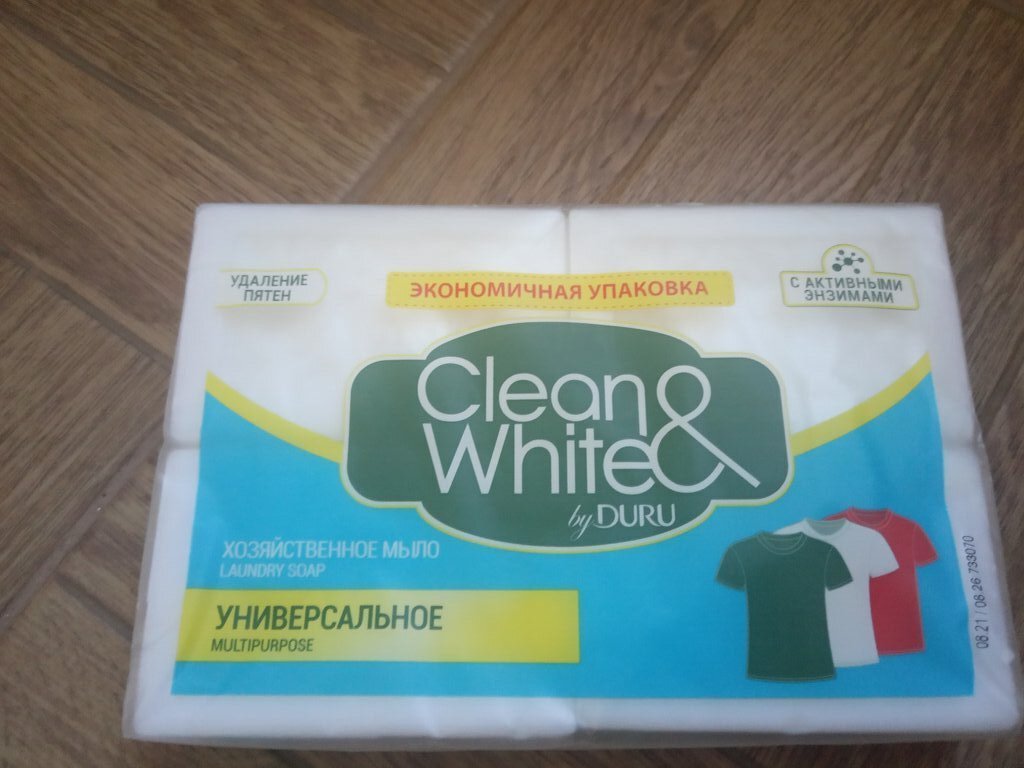 УДАЛЕНИЕ
ПЯТЕН
ЭКОНОМИЧНАЯ УПАКОВКА
С АКТИВНЫМИ
ЭНЗИМАМИ
Clean &
White
by DURU
ХОЗЯЙСТВЕННОЕ МЫЛО
LAUNDRY SOAP
УНИВЕРСАЛЬНОЕ
MULTIPURPOSE
08.21 / 08.26 733070